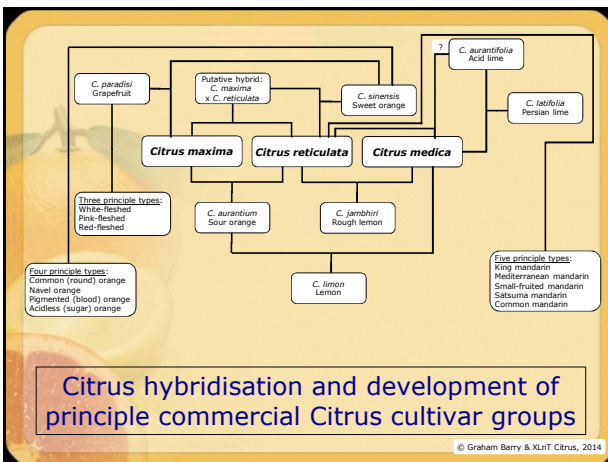 ?
C. aurantifolia
Acid lime
C. paradisi
Grapefruit
Putative hybrid:
C. maxima
x C. reticulata
C. sinensis
Sweet orange
C. latifolia
Persian lime
Citrus maxima
Citrus reticulata
Citrus medica
Three principle types:
White-fleshed
Pink-fleshed
Red-fleshed
C. aurantium
Sour orange
C. jambhiri
Rough lemon
Four principle types:
Common (round) orange
Navel orange
Pigmented (blood) orange
Acidless (sugar) orange
C. limon
Lemon
Five principle types:
King mandarin
Mediterranean mandarin
Small-fruited mandarin
Satsuma mandarin
Common mandarin
Citrus hybridisation and development of
principle commercial Citrus cultivar groups
© Graham Barry & XLnT Citrus, 2014